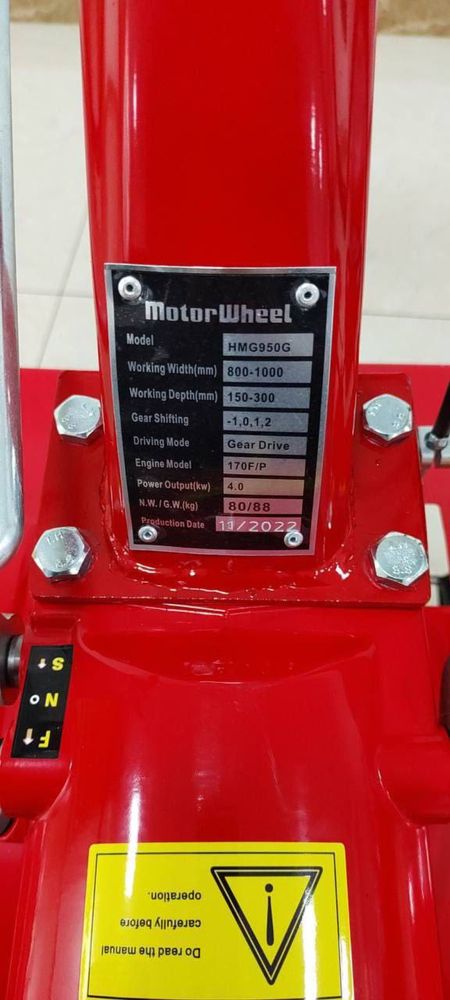 MotorWheel
Model HMG950G
Working Width(mm) 800-1000
Working Depth(mm) 150-300
Gear Shifting -1,0,1,2
Driving Mode Gear Drive
Engine Model 170F/P
Power Output(kw) 4.0
N.W./G.W.(kg) 80/88
Production Date 11/2022
F
N
S
Do read the manual
carefully before
operation.
8.8